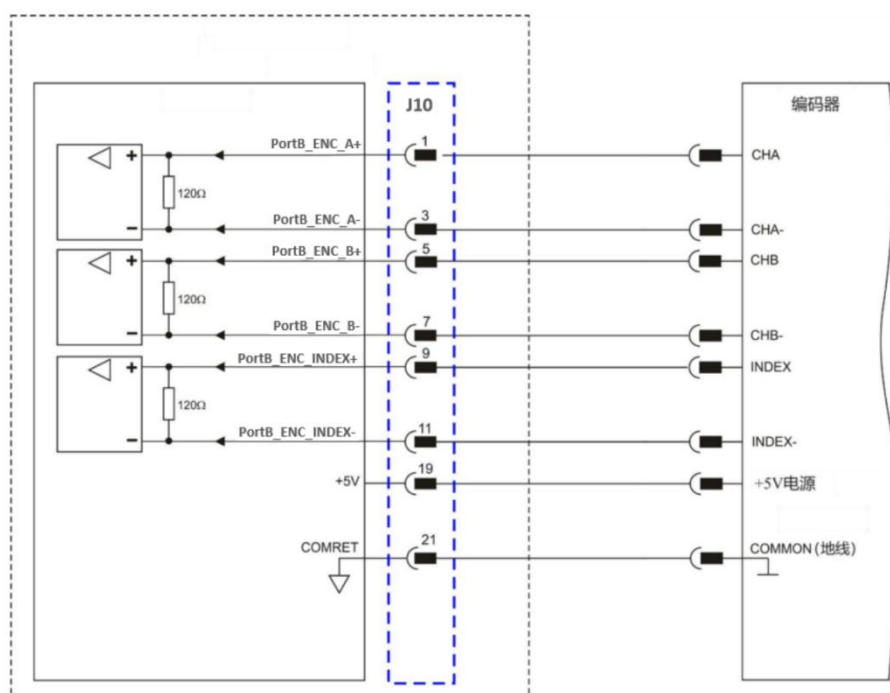 J10
编码器
PortB_ENC_A+ 1 CHA
120Ω
PortB_ENC_A- 3 CHA-
PortB_ENC_B+ 5 CHB
120Ω
PortB_ENC_B- 7 CHB-
PortB_ENC_INDEX+ 9 INDEX
120Ω
PortB_ENC_INDEX- 11 INDEX-
+5V 19 +5V电源
COMRET 21 COMMON(地线)